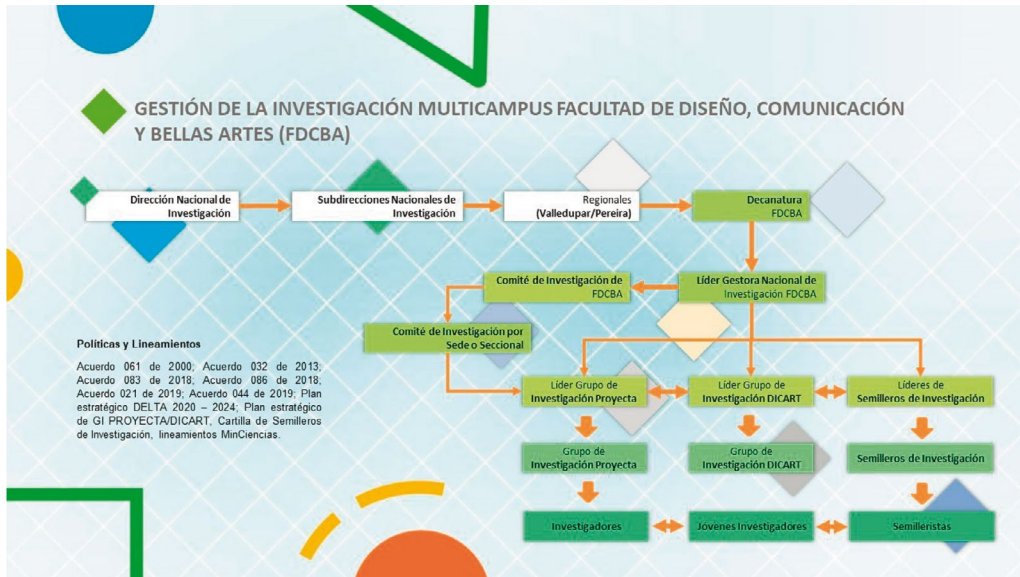 GESTIÓN DE LA INVESTIGACIÓN MULTICAMPUS FACULTAD DE DISEÑO, COMUNICACIÓN
Y BELLAS ARTES (FDCBA)
Dirección Nacional de
Investigación
Subdirecciones Nacionales de
Investigación
Regionales
(Valledupar/Pereira)
Decanatura
FDCBA
Comité de Investigación de
FDCBA
Líder Gestora Nacional de
Investigación FDCBA
Comité de Investigación por
Sede o Seccional
Políticas y Lineamientos
Acuerdo 061 de 2000; Acuerdo 032 de 2013;
Acuerdo 083 de 2018; Acuerdo 086 de 2018;
Acuerdo 021 de 2019; Acuerdo 044 de 2019; Plan
estratégico DELTA 2020 – 2024; Plan estratégico
de GI PROYECTA/DICART, Cartilla de Semilleros
de Investigación, lineamientos MinCiencias.
Líder Grupo de
Investigación Proyecta
Líder Grupo de
Investigación DICART
Líderes de
Semilleros de Investigación
Grupo de
Investigación Proyecta
Grupo de
Investigación DICART
Semilleros de Investigación
Investigadores
Jóvenes Investigadores
Semilleristas